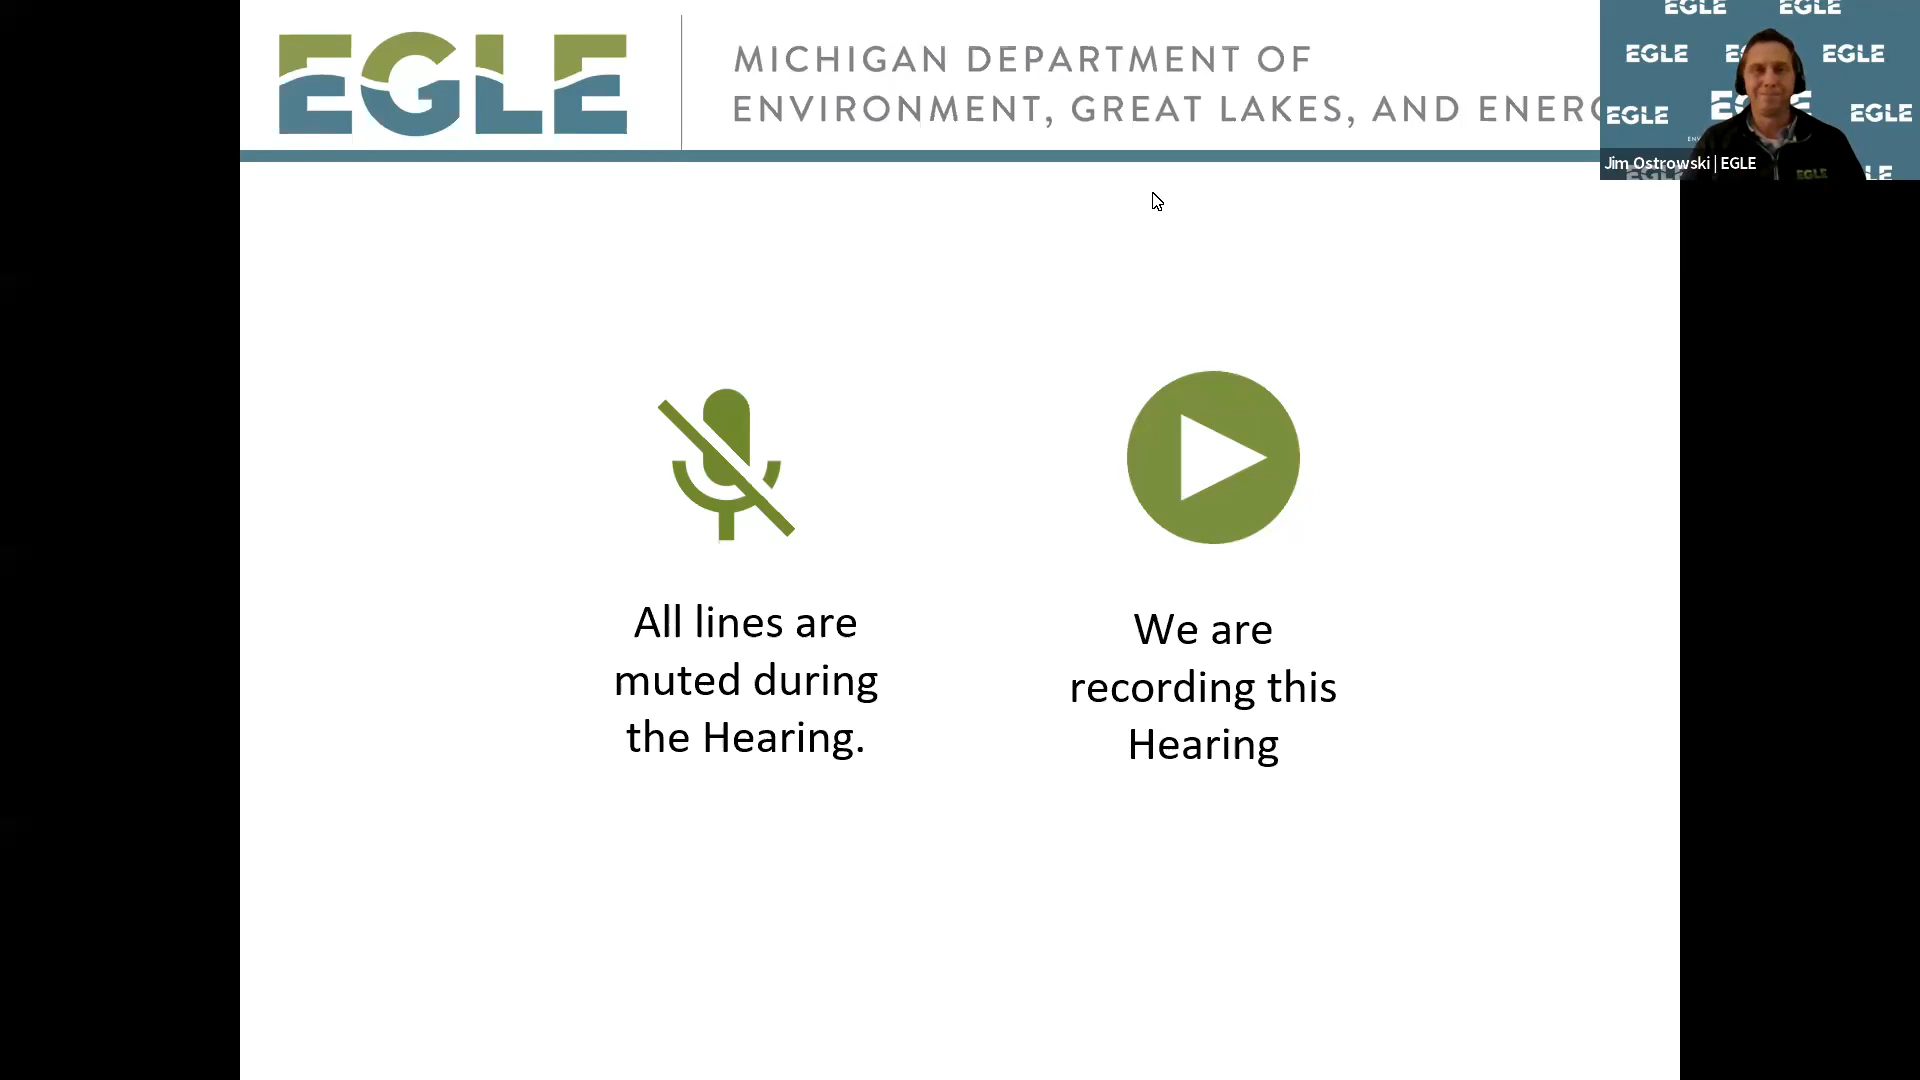 EGLE
MICHIGAN DEPARTMENT OF
ENVIRONMENT, GREAT LAKES, AND ENERG
EGLE EGLE
EGLE EGLE
EGLE EGLE EGLE
Jim Ostrowski | EGLE
EGLE
All lines are
muted during
the Hearing.
We are
recording this
Hearing